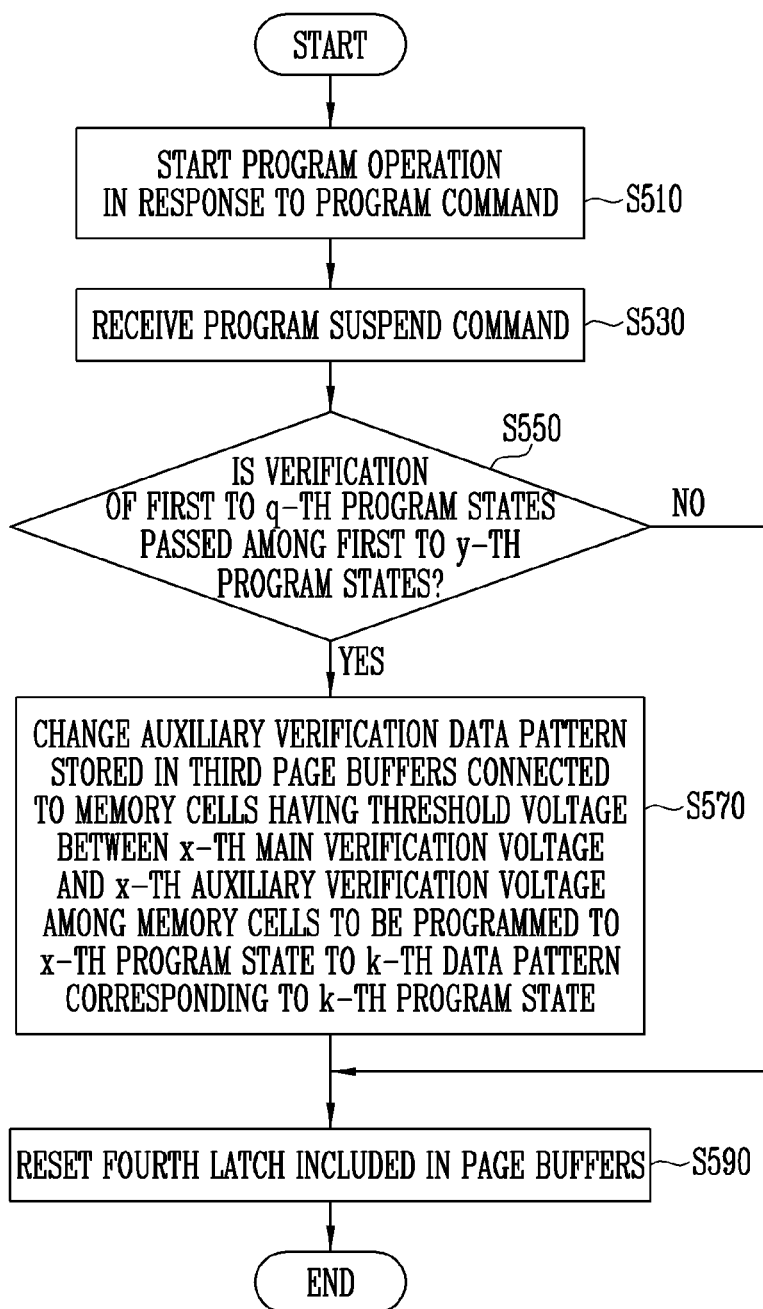 START
START PROGRAM OPERATION
IN RESPONSE TO PROGRAM COMMAND
S510
RECEIVE PROGRAM SUSPEND COMMAND
S530
S550
IS VERIFICATION
OF FIRST TO q-TH PROGRAM STATES
PASSED AMONG FIRST TO y-TH
PROGRAM STATES?
NO
YES
CHANGE AUXILIARY VERIFICATION DATA PATTERN
STORED IN THIRD PAGE BUFFERS CONNECTED
TO MEMORY CELLS HAVING THRESHOLD VOLTAGE
BETWEEN x-TH MAIN VERIFICATION VOLTAGE
AND x-TH AUXILIARY VERIFICATION VOLTAGE
AMONG MEMORY CELLS TO BE PROGRAMMED TO
x-TH PROGRAM STATE TO k-TH DATA PATTERN
CORRESPONDING TO k-TH PROGRAM STATE
S570
RESET FOURTH LATCH INCLUDED IN PAGE BUFFERS
S590
END